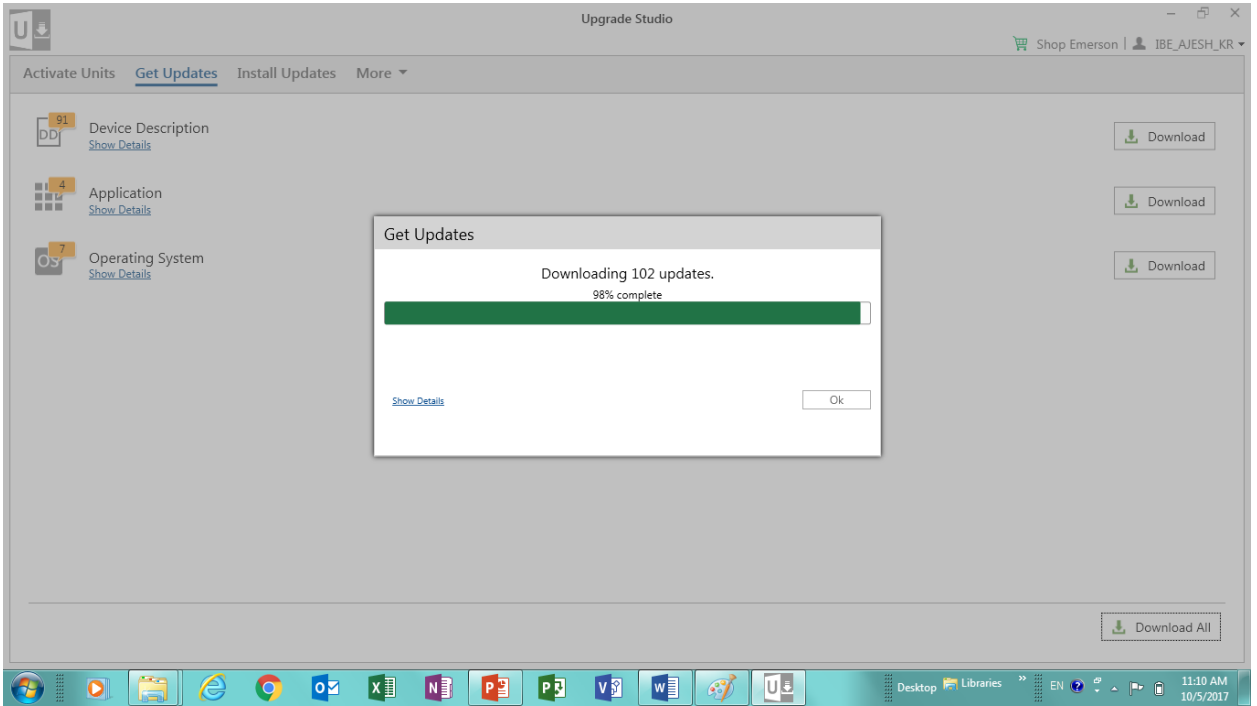 U
Upgrade Studio
Shop Emerson | IBE_AJESH_KR
Activate Units Get Updates Install Updates More
91
DD
Device Description
Show Details
Download
4
Application
Show Details
Download
7
OS
Operating System
Show Details
Download
Get Updates
Downloading 102 updates.
98% complete
Show Details
Ok
Download All
Desktop Libraries » EN 11:10 AM
10/5/2017